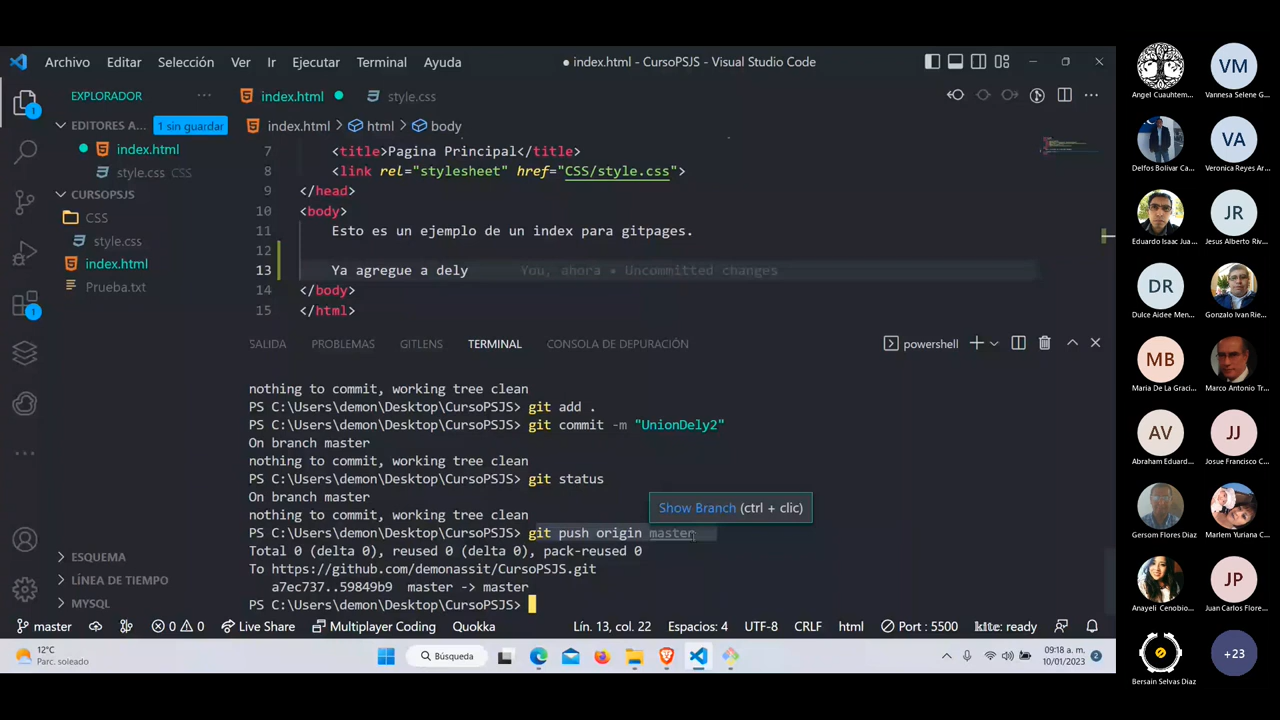 Archivo Editar Selección Ver Ir Ejecutar Terminal Ayuda ● index.html - CursoPSJS - Visual Studio Code
EXPLORADOR ... index.html style.css
EDITORES A... 1 sin guardar
index.html > html > body
index.html
style.css CSS
CURSOPSJS
CSS
style.css
index.html
Prueba.txt
7 <title>Pagina Principal</title>
8 <link rel="stylesheet" href="CSS/style.css">
9 </head>
10 <body>
11 Esto es un ejemplo de un index para gitpages.
12
13 Ya agregue a dely You, ahora • Uncommitted changes
14 </body>
15 </html>
SALIDA PROBLEMAS GITLENS TERMINAL CONSOLA DE DEPURACIÓN powershell
nothing to commit, working tree clean
PS C:\Users\demon\Desktop\CursoPSJS> git add .
PS C:\Users\demon\Desktop\CursoPSJS> git commit -m "UnionDely2"
On branch master
nothing to commit, working tree clean
PS C:\Users\demon\Desktop\CursoPSJS> git status
On branch master
nothing to commit, working tree clean
Show Branch (ctrl + clic)
PS C:\Users\demon\Desktop\CursoPSJS> git push origin master
Total 0 (delta 0), reused 0 (delta 0), pack-reused 0
To https://github.com/demonassit/CursoPSJS.git
a7ec737..59849b9 master -> master
PS C:\Users\demon\Desktop\CursoPSJS>
ESQUEMA
LÍNEA DE TIEMPO
MYSQL
1
1
master 0 0 Live Share Multiplayer Coding Quokka Lín. 13, col. 22 Espacios: 4 UTF-8 CRLF html Port : 5500 kite: ready
12°C
Parc. soleado
Búsqueda
09:18 a. m.
10/01/2023
2
VM
Angel Cuauhtem... Vannesa Selene G...
VA
Delfos Bolivar Ca... Veronica Reyes Ar...
JR
Eduardo Isaac Jua... Jesus Alberto Riv...
DR
Dulce Aidee Men... Gonzalo Ivan Rie...
MB
Maria De La Graci... Marco Antonio Tr...
AV JJ
Abraham Eduard... Josue Francisco C...
Gersom Flores Diaz Marlem Yuriana C...
JP
Anayeli Cenobio... Juan Carlos Flore...
+23
Bersain Selvas Diaz